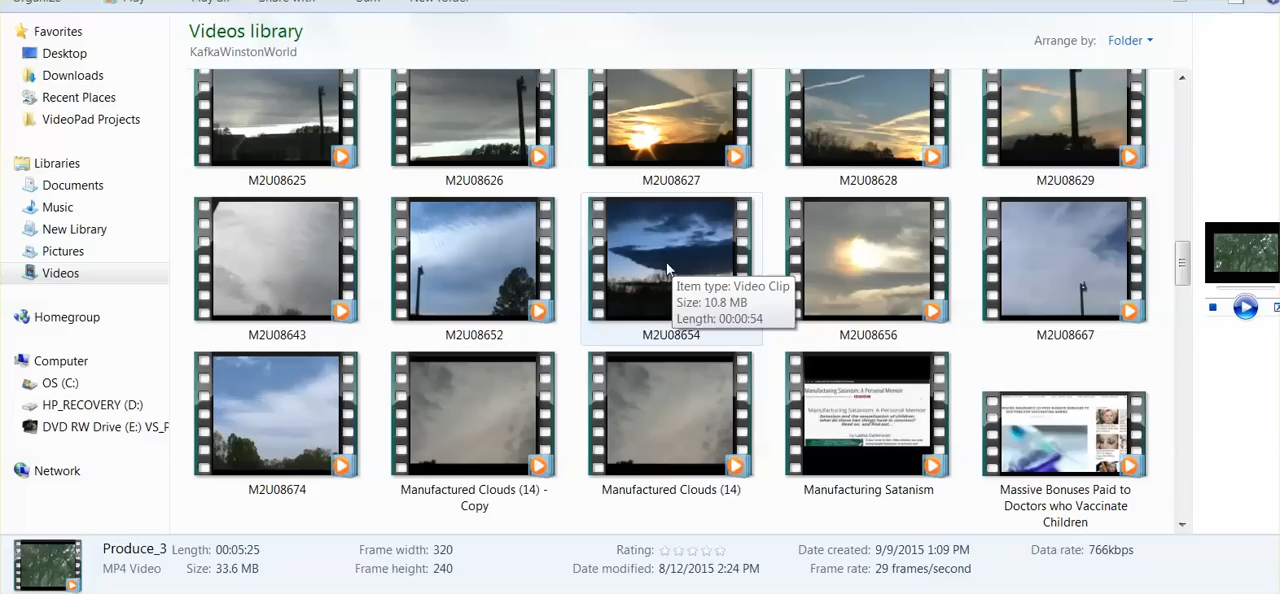 Videos library
KafkaWinstonWorld
Arrange by: Folder
Favorites
Desktop
Downloads
Recent Places
VideoPad Projects
Libraries
Documents
Music
New Library
Pictures
Videos
Homegroup
Computer
OS (C:)
HP_RECOVERY (D:)
DVD RW Drive (E:)
Network
M2U08625 M2U08626 M2U08627 M2U08628 M2U08629
Item type: Video Clip
Size: 10.8 MB
Length: 00:00:54
M2U08643 M2U08652 M2U08654 M2U08656 M2U08667
Manufacturing Satanism: A Personal Memoir
M2U08674 Manufactured Clouds (14) - Copy Manufactured Clouds (14) Manufacturing Satanism Massive Bonuses Paid to Doctors who Vaccinate Children
Produce_3 Length: 00:05:25 Frame width: 320 Rating: Date created: 9/9/2015 1:09 PM Data rate: 766kbps
MP4 Video Size: 33.6 MB Frame height: 240 Date modified: 8/12/2015 2:24 PM Frame rate: 29 frames/second